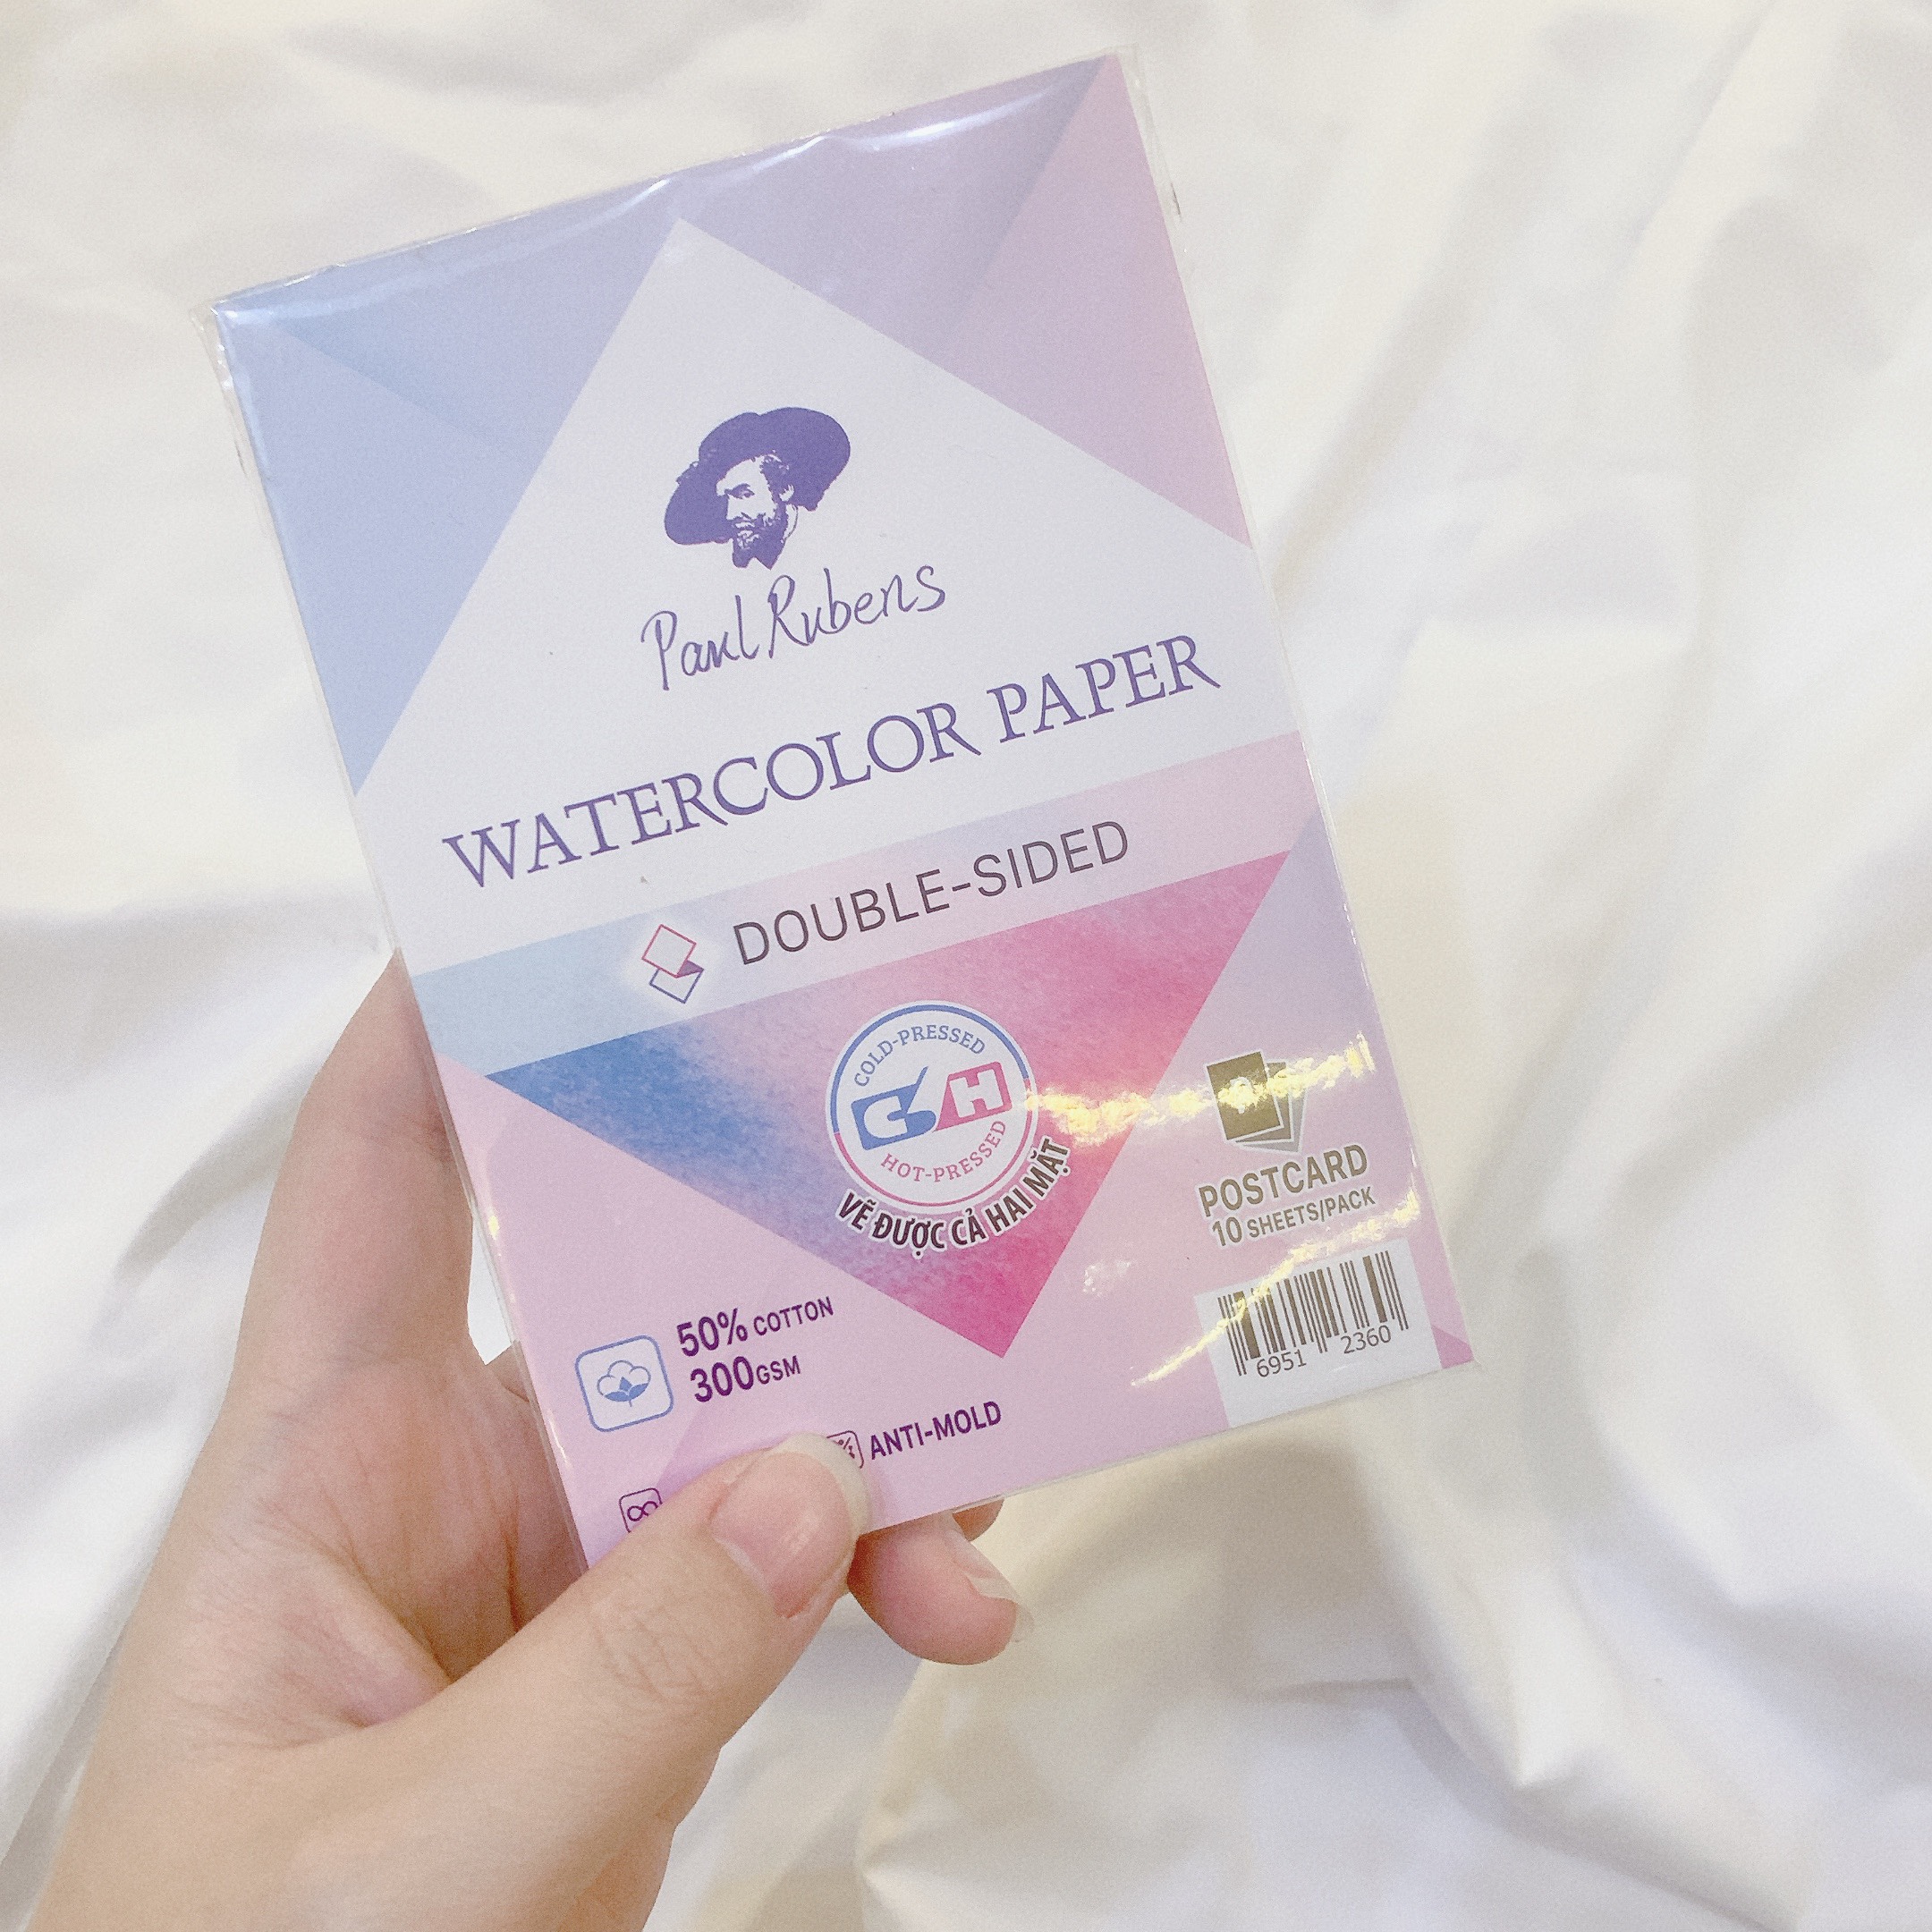 Paul Rubens
WATERCOLOR PAPER
DOUBLE-SIDED
COLD-PRESSED
C H
HOT-PRESSED
VẼ ĐƯỢC CẢ HAI MẶT
POSTCARD
10 SHEETS/PACK
6951 2360
50% COTTON
300GSM
ANTI-MOLD